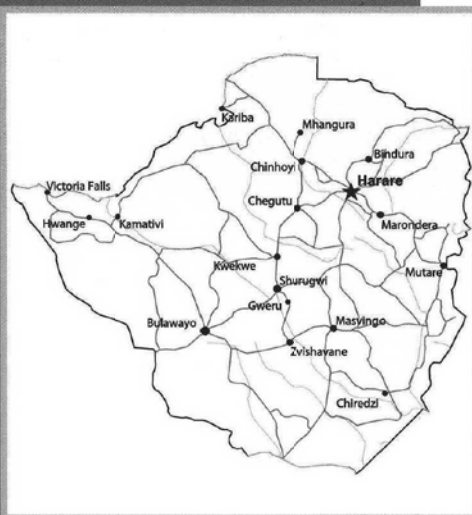 Kariba
Mhangura
Chinhoyi
Bindura
Harare
Victoria Falls
Chegutu
Hwange
Kamativi
Marondera
Kwekwe
Mutare
Shurugwi
Gweru
Bulawayo
Masvingo
Zvishavane
Chiredzi